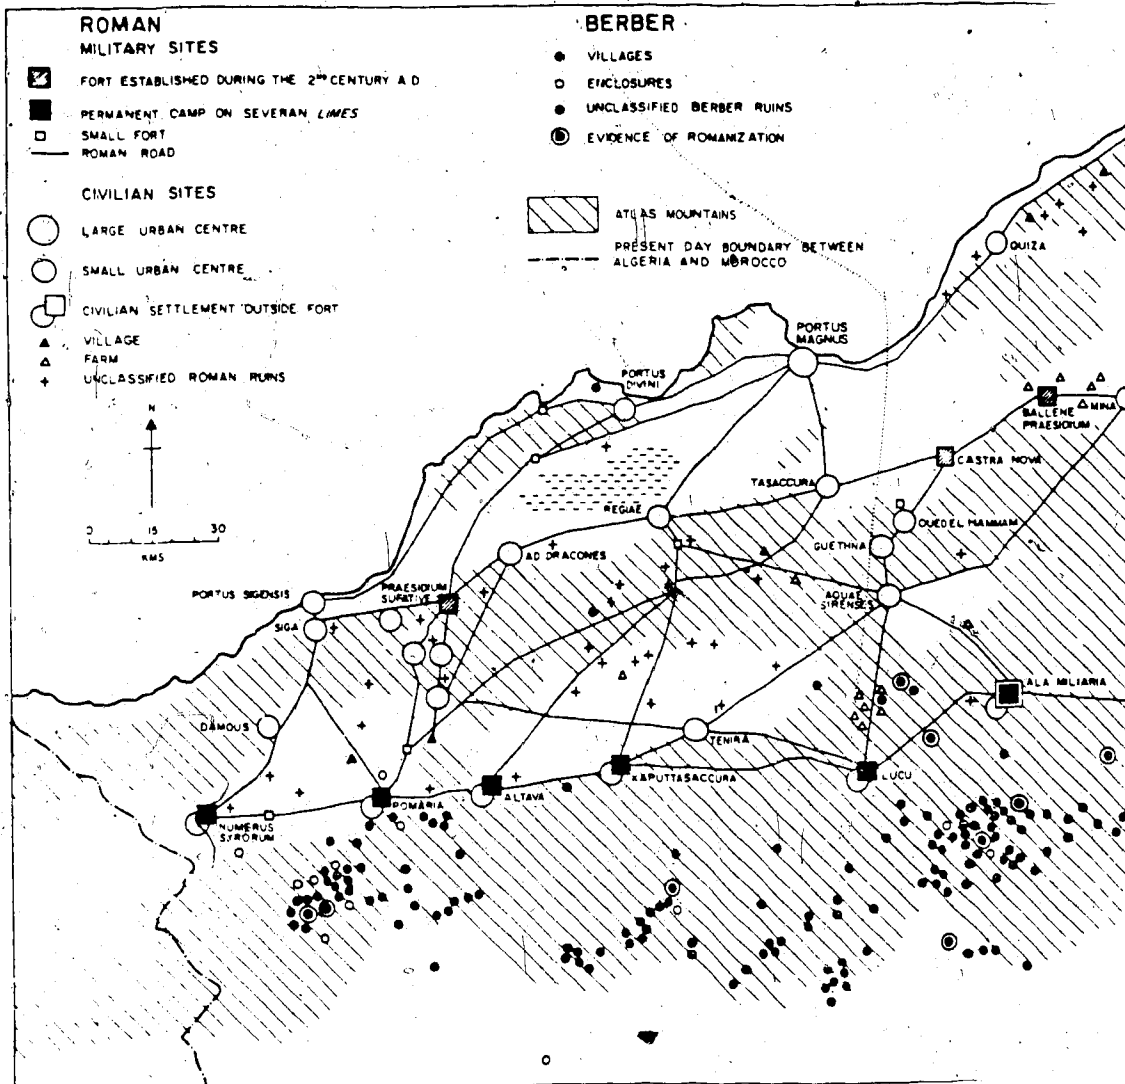 ROMAN
MILITARY SITES
FORT ESTABLISHED DURING THE 2ND CENTURY A D
PERMANENT CAMP ON SEVERAN LIMES
SMALL FORT
ROMAN ROAD
CIVILIAN SITES
LARGE URBAN CENTRE
SMALL URBAN CENTRE
CIVILIAN SETTLEMENT OUTSIDE FORT
VILLAGE
FARM
UNCLASSIFIED ROMAN RUINS
BERBER
VILLAGES
ENCLOSURES
UNCLASSIFIED BERBER RUINS
EVIDENCE OF ROMANIZATION
ATLAS MOUNTAINS
PRESENT DAY BOUNDARY BETWEEN
ALGERIA AND MOROCCO
N
0 15 30
KMS
QUIZA
PORTUS
MAGNUS
PORTUS
DIVINI
BALLENE
PRAESIDIUM
MINA
CASTRA NOVA
TASACCURA
REGIAE
OUED EL HAMMAM
GUETHNA
AD DRACONES
AQUAE
SIRENSES
PORTUS SIGENSIS
PRAESIDIUM
SUFATIVE
SIGA
ALA MILIARIA
DAMOUS
TENIRA
KAPUTTASACCURA
LUCU
POMARIA
ALTAVA
NUMERUS
SYRORUM